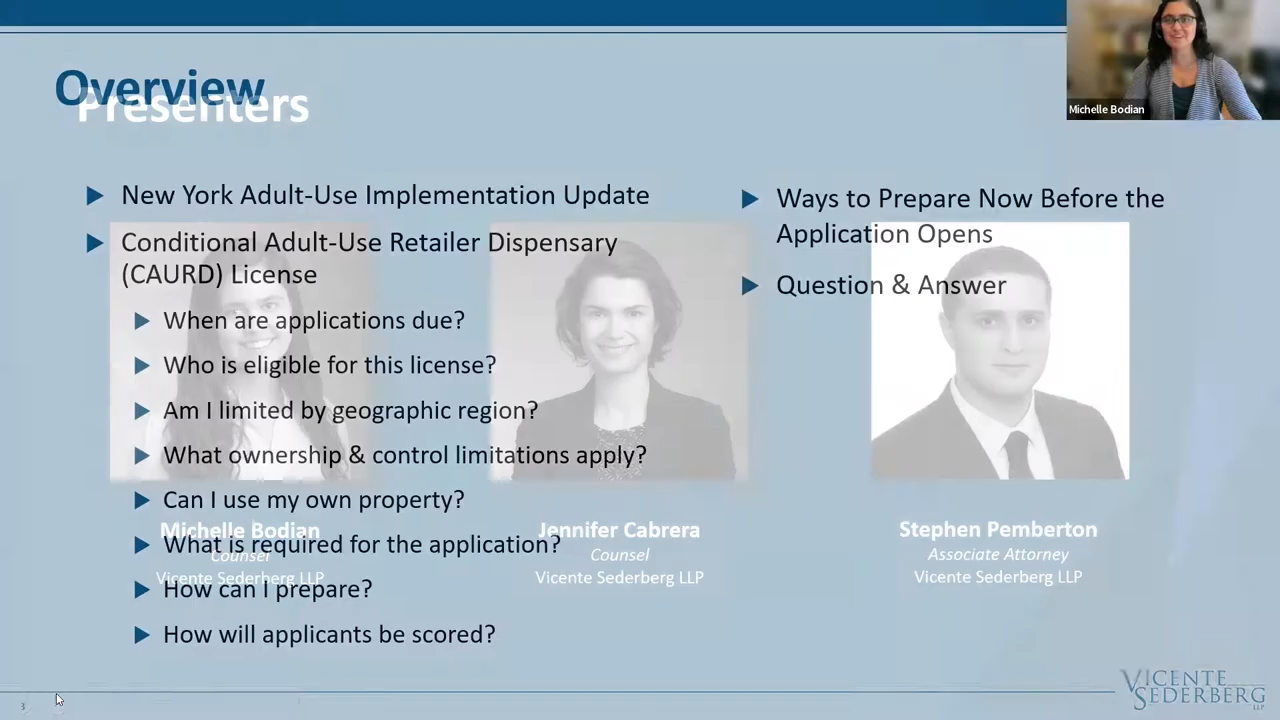 Overview
Presenters
Michelle Bodian
New York Adult-Use Implementation Update
Conditional Adult-Use Retailer Dispensary
(CAURD) License
When are applications due?
Who is eligible for this license?
Am I limited by geographic region?
What ownership & control limitations apply?
Can I use my own property?
What is required for the application?
How can I prepare?
How will applicants be scored?
Ways to Prepare Now Before the
Application Opens
Question & Answer
Michelle Bodian
Counsel
Vicente Sederberg LLP
Jennifer Cabrera
Counsel
Vicente Sederberg LLP
Stephen Pemberton
Associate Attorney
Vicente Sederberg LLP
3
VICENTE
SEDERBERG
LLP